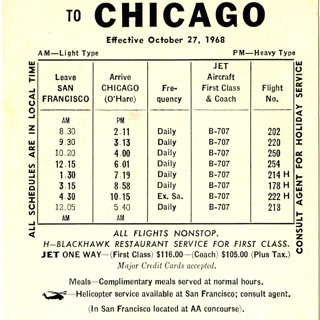 TO CHICAGO
Effective October 27, 1968
AM—Light Type PM—Heavy Type
ALL SCHEDULES ARE IN LOCAL TIME
Leave SAN FRANCISCO Arrive CHICAGO (O'Hare) Fre-quency JET Aircraft First Class & Coach Flight No.
AM PM
8.30 2.11 Daily B-707 202
9.30 3.13 Daily B-707 220
10.20 4.00 Daily B-707 250
12.15 6.01 Daily B-707 254
1.30 7.19 Daily B-707 214 H
3.15 8.58 Daily B-707 178 H
4.30 10.15 Ex. Sa. B-707 222 H
12.05 5.40 Daily B-707 218
AM AM
CONSULT AGENT FOR HOLIDAY SERVICE
ALL FLIGHTS NONSTOP.
H—BLACKHAWK RESTAURANT SERVICE FOR FIRST CLASS.
JET ONE WAY—(First Class) $116.00—(Coach) $105.00 (Plus Tax.)
Major Credit Cards accepted.
Meals—Complimentary meals served at normal hours.
—Helicopter service available at San Francisco; consult agent.
(In San Francisco located at AA concourse).